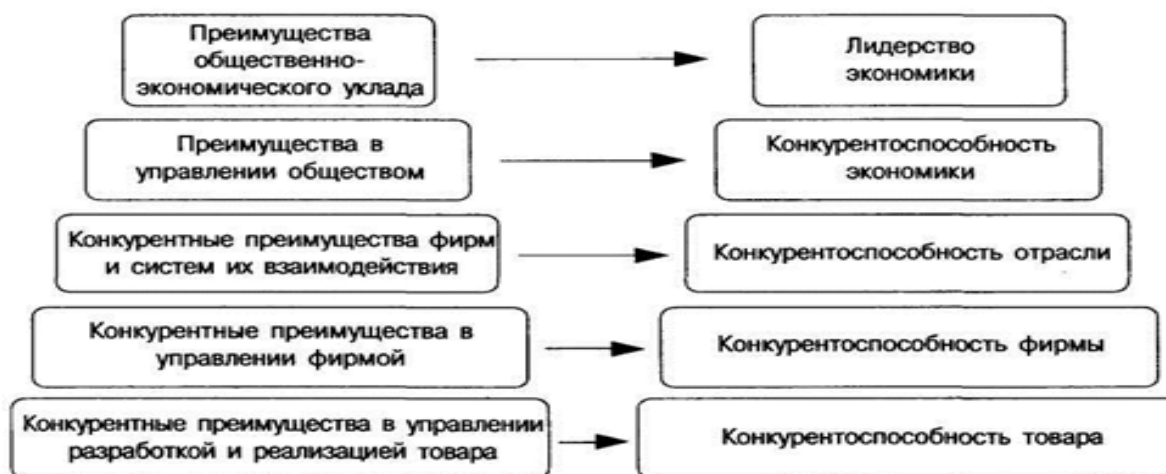 Преимущества
общественно-
экономического уклада
Лидерство
экономики
Преимущества в
управлении обществом
Конкурентоспособность
экономики
Конкурентные преимущества фирм
и систем их взаимодействия
Конкурентоспособность отрасли
Конкурентные преимущества в
управлении фирмой
Конкурентоспособность фирмы
Конкурентные преимущества в управлении
разработкой и реализацией товара
Конкурентоспособность товара